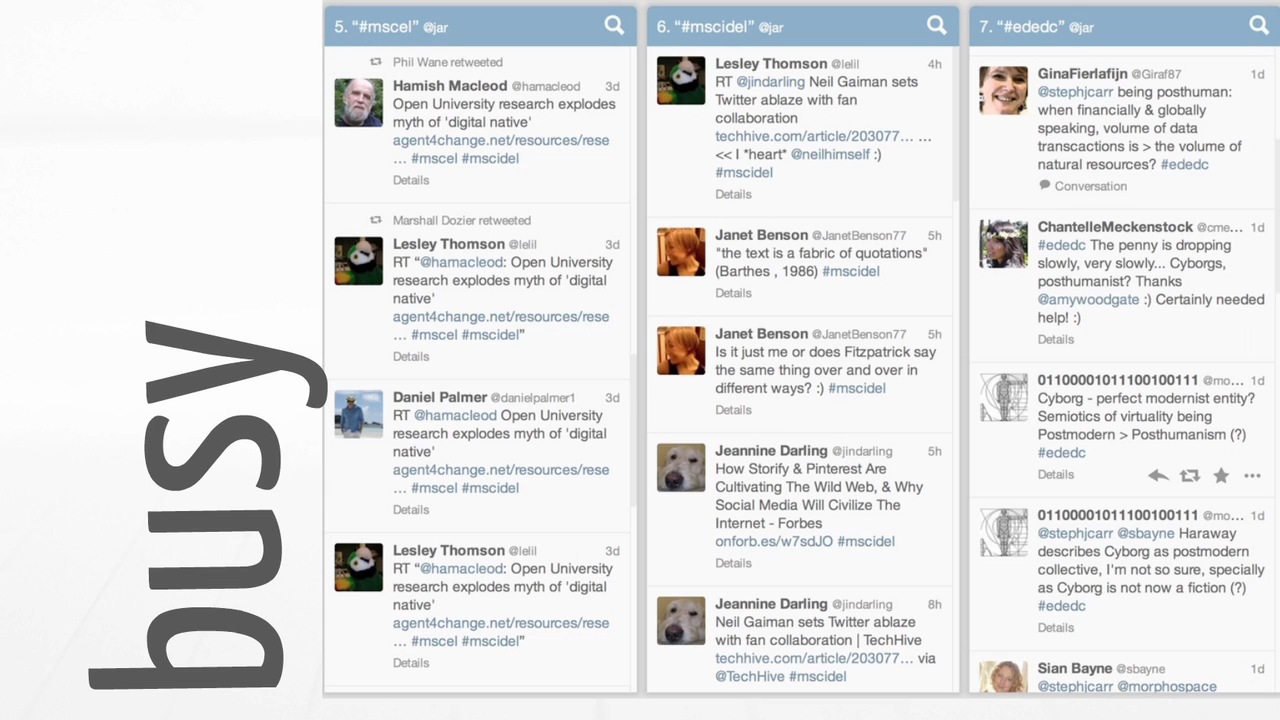 busy
5. “#mscel” @jar
Phil Wane retweeted
Hamish Macleod @hamacleod 3d
Open University research explodes
myth of 'digital native'
agent4change.net/resources/rese
… #mscel #mscidel
Details
Marshall Dozier retweeted
Lesley Thomson @lelil 3d
RT “@hamacleod: Open University
research explodes myth of 'digital
native'
agent4change.net/resources/rese
… #mscel #mscidel”
Details
Daniel Palmer @danielpalmer1 3d
RT @hamacleod Open University
research explodes myth of 'digital
native'
agent4change.net/resources/rese
… #mscel #mscidel
Details
Lesley Thomson @lelil 3d
RT “@hamacleod: Open University
research explodes myth of 'digital
native'
agent4change.net/resources/rese
… #mscel #mscidel”
Details
6. “#mscidel” @jar
Lesley Thomson @lelil 4h
RT @jindarling Neil Gaiman sets
Twitter ablaze with fan
collaboration
techhive.com/article/203077… …
<< I *heart* @neilhimself :)
#mscidel
Details
Janet Benson @JanetBenson77 5h
"the text is a fabric of quotations"
(Barthes , 1986) #mscidel
Details
Janet Benson @JanetBenson77 5h
Is it just me or does Fitzpatrick say
the same thing over and over in
different ways? :) #mscidel
Details
Jeannine Darling @jindarling 5h
How Storify & Pinterest Are
Cultivating The Wild Web, & Why
Social Media Will Civilize The
Internet - Forbes
onforb.es/w7sdJO #mscidel
Details
Jeannine Darling @jindarling 8h
Neil Gaiman sets Twitter ablaze
with fan collaboration | TechHive
techhive.com/article/203077… via
@TechHive #mscidel
7. “#ededc” @jar
GinaFierlafijn @Giraf87 1d
@stephjcarr being posthuman:
when financially & globally
speaking, volume of data
transcactions is > the volume of
natural resources? #ededc
Conversation
ChantelleMeckenstock @cme… 1d
#ededc The penny is dropping
slowly, very slowly... Cyborgs,
posthumanist? Thanks
@amywoodgate :) Certainly needed
help! :)
Details
01100001011100100111 @mo… 1d
Cyborg - perfect modernist entity?
Semiotics of virtuality being
Postmodern > Posthumanism (?)
#ededc
Details
01100001011100100111 @mo… 1d
@stephjcarr @sbayne Haraway
describes Cyborg as postmodern
collective, I'm not so sure, specially
as Cyborg is not now a fiction (?)
#ededc
Details
Sian Bayne @sbayne 1d
@stephjcarr @morphospace